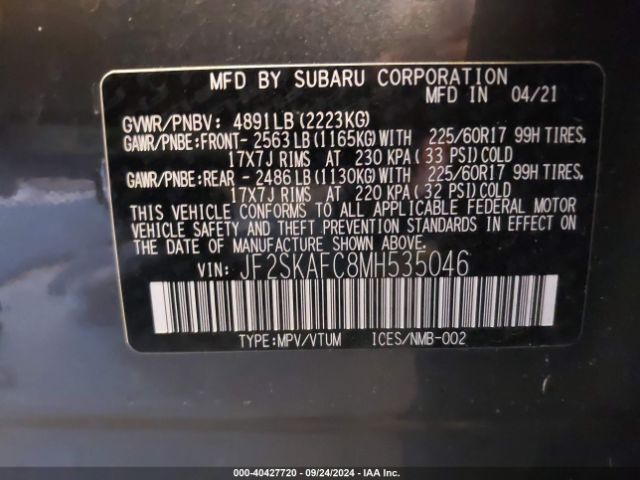 MFD BY SUBARU CORPORATION
MFD IN 04/21
GVWR/PNBV: 4891LB(2223KG)
GAWR/PNBE:FRONT- 2563LB(1165KG)WITH 225/60R17 99H TIRES,
17X7J RIMS AT 230 KPA(33 PSI)COLD
GAWR/PNBE:REAR - 2486LB(1130KG)WITH 225/60R17 99H TIRES,
17X7J RIMS AT 220 KPA(32 PSI)COLD
THIS VEHICLE CONFORMS TO ALL APPLICABLE FEDERAL MOTOR
VEHICLE SAFETY AND THEFT PREVENTION STANDARDS IN EFFECT ON
THE DATE OF MANUFACTURE SHOWN ABOVE.
VIN: JF2SKAFC8MH535046
TYPE:MPV/VTUM ICES/NMB-002
000-40427720 - 09/24/2024 - IAA Inc.